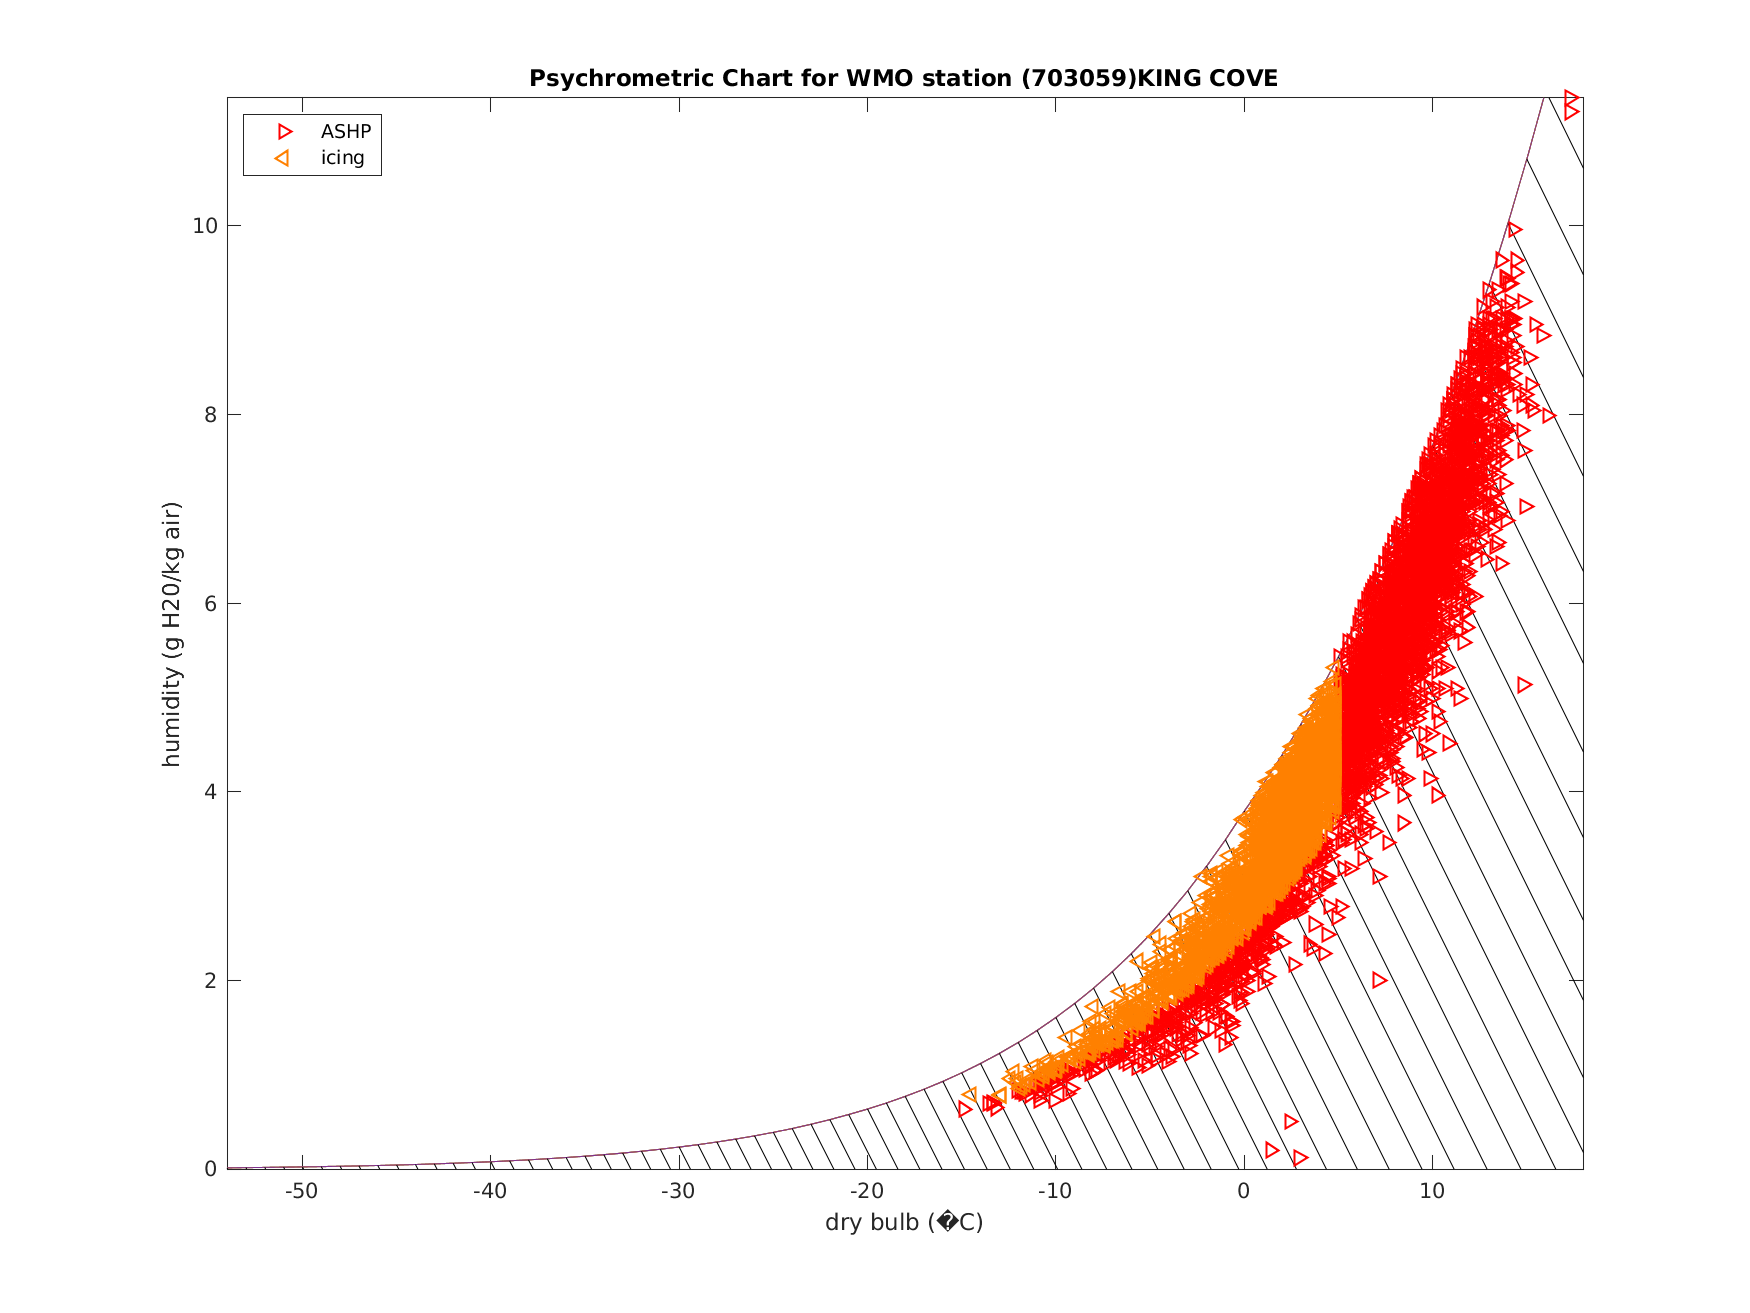 Psychrometric Chart for WMO station (703059)KING COVE
ASHP
icing
10
8
6
4
2
0
humidity (g H20/kg air)
-50 -40 -30 -20 -10 0 10
dry bulb (�C)